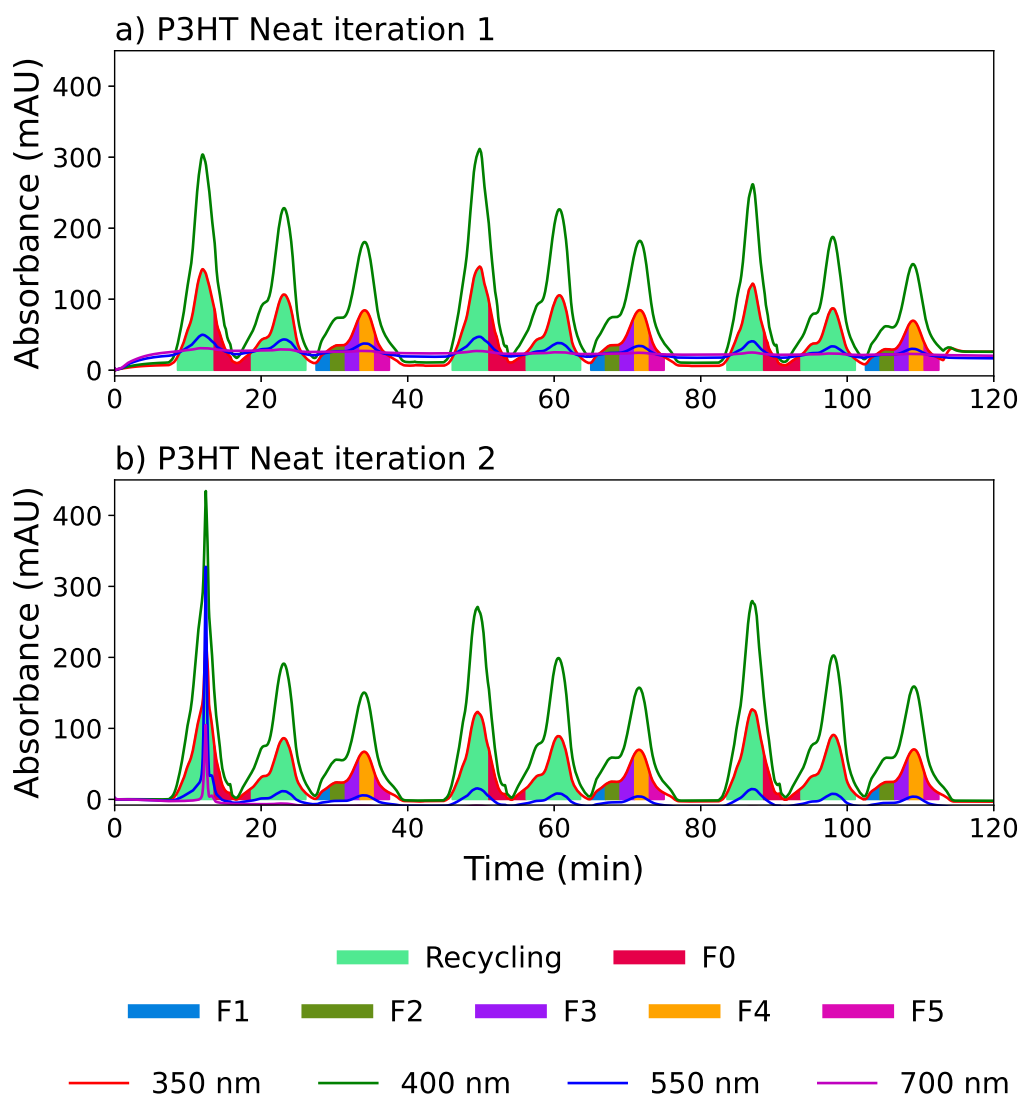 a) P3HT Neat iteration 1
Absorbance (mAU)
400
300
200
100
0
0 20 40 60 80 100 120
b) P3HT Neat iteration 2
Absorbance (mAU)
400
300
200
100
0
0 20 40 60 80 100 120
Time (min)
Recycling F0
F1 F2 F3 F4 F5
350 nm 400 nm 550 nm 700 nm